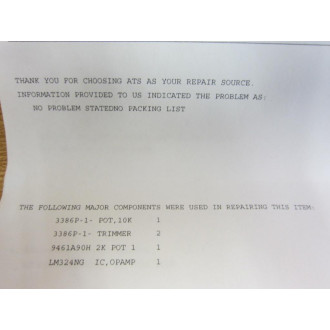 THANK YOU FOR CHOOSING ATS AS YOUR REPAIR SOURCE.
INFORMATION PROVIDED TO US INDICATED THE PROBLEM AS:
NO PROBLEM STATEDNO PACKING LIST
THE FOLLOWING MAJOR COMPONENTS WERE USED IN REPAIRING THIS ITEM:
3386P-1- POT,10K 1
3386P-1- TRIMMER 2
9461A90H 2K POT 1 1
LM324NG IC,OPAMP 1